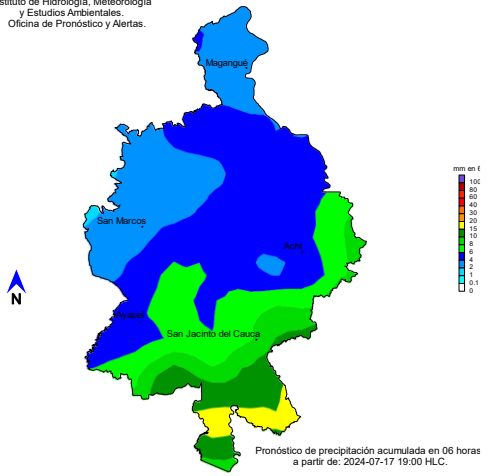 Instituto de Hidrología, Meteorología
y Estudios Ambientales.
Oficina de Pronóstico y Alertas.
Magangué
San Marcos
Achí
Ayapel
San Jacinto del Cauca
N
mm en 6
100
80
60
40
30
20
15
10
8
6
4
2
1
0.1
0
Pronóstico de precipitación acumulada en 06 horas
a partir de: 2024-07-17 19:00 HLC.